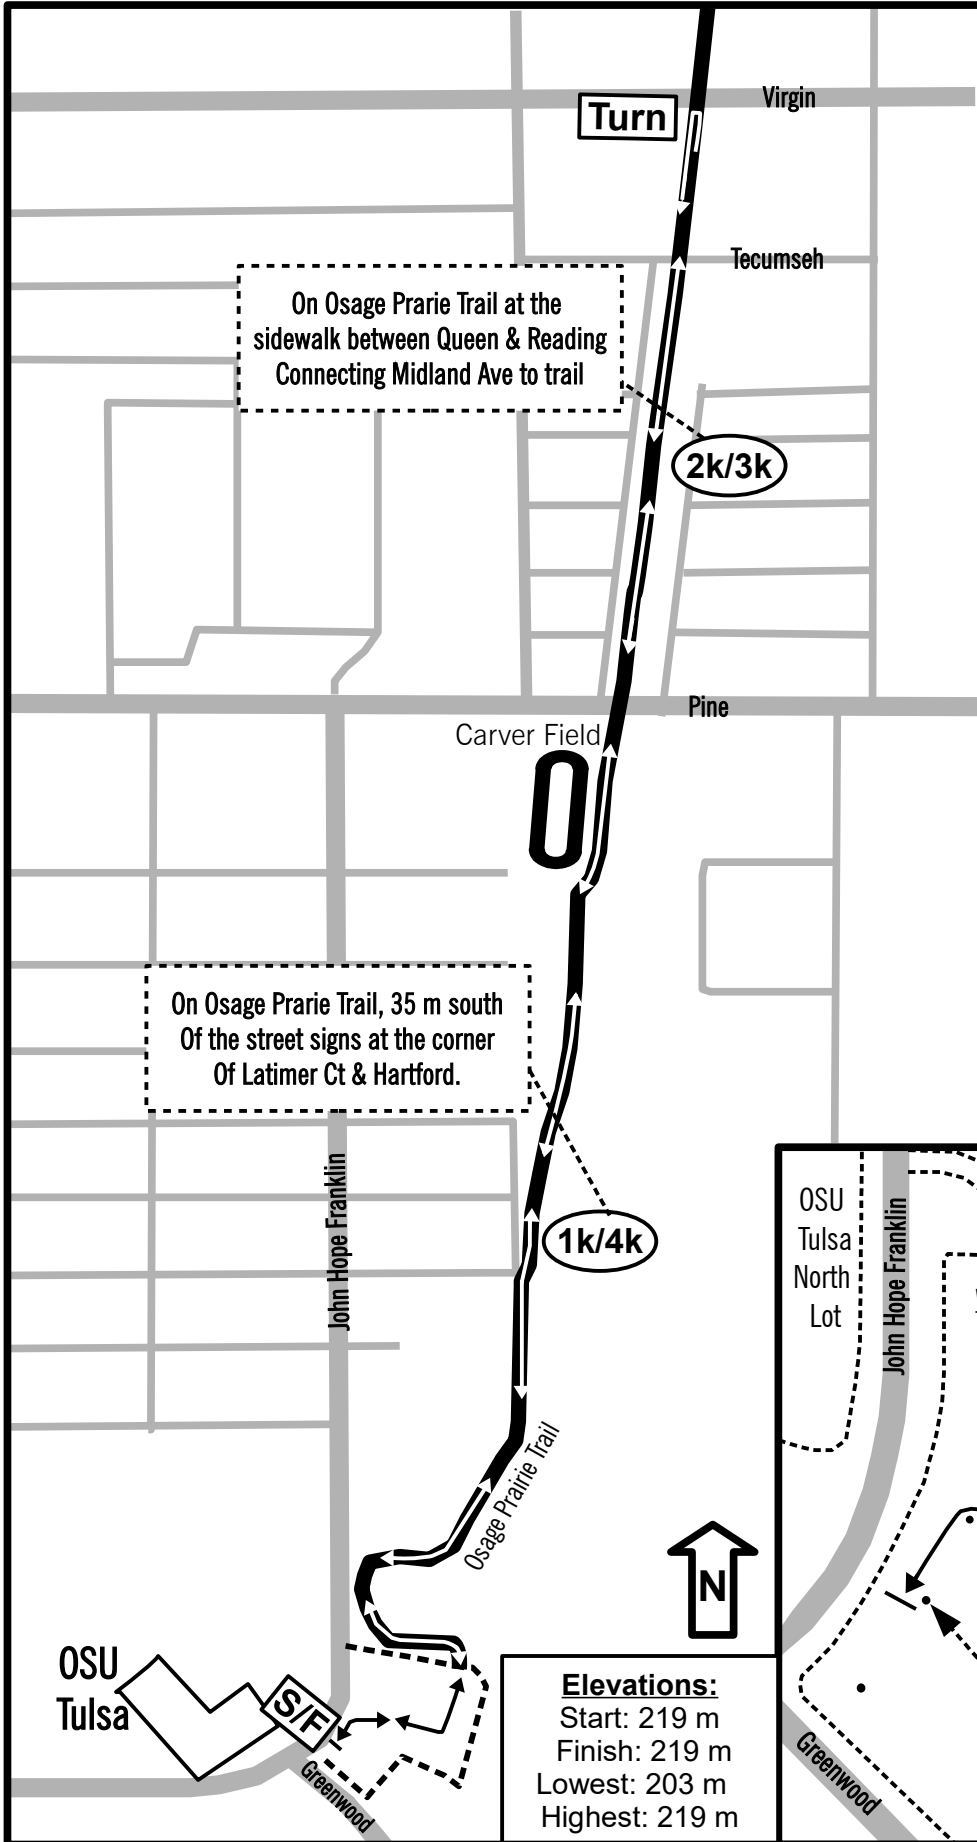 Virgin
Turn
Tecumseh
On Osage Prarie Trail at the
sidewalk between Queen & Reading
Connecting Midland Ave to trail
2k/3k
Pine
Carver Field
On Osage Prarie Trail, 35 m south
Of the street signs at the corner
Of Latimer Ct & Hartford.
John Hope Franklin
1k/4k
OSU
Tulsa
North
Lot
John Hope Franklin
Osage Prairie Trail
N
OSU
Tulsa
S/F
Greenwood
Elevations:
Start: 219 m
Finish: 219 m
Lowest: 203 m
Highest: 219 m
Greenwood